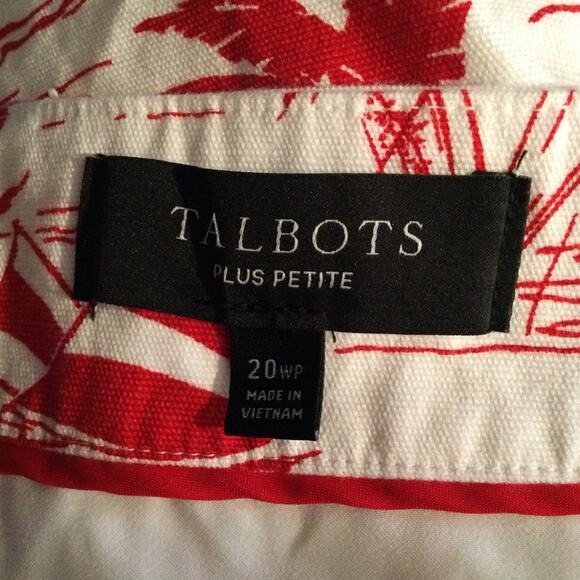 TALBOTS
PLUS PETITE
20WP
MADE IN
VIETNAM